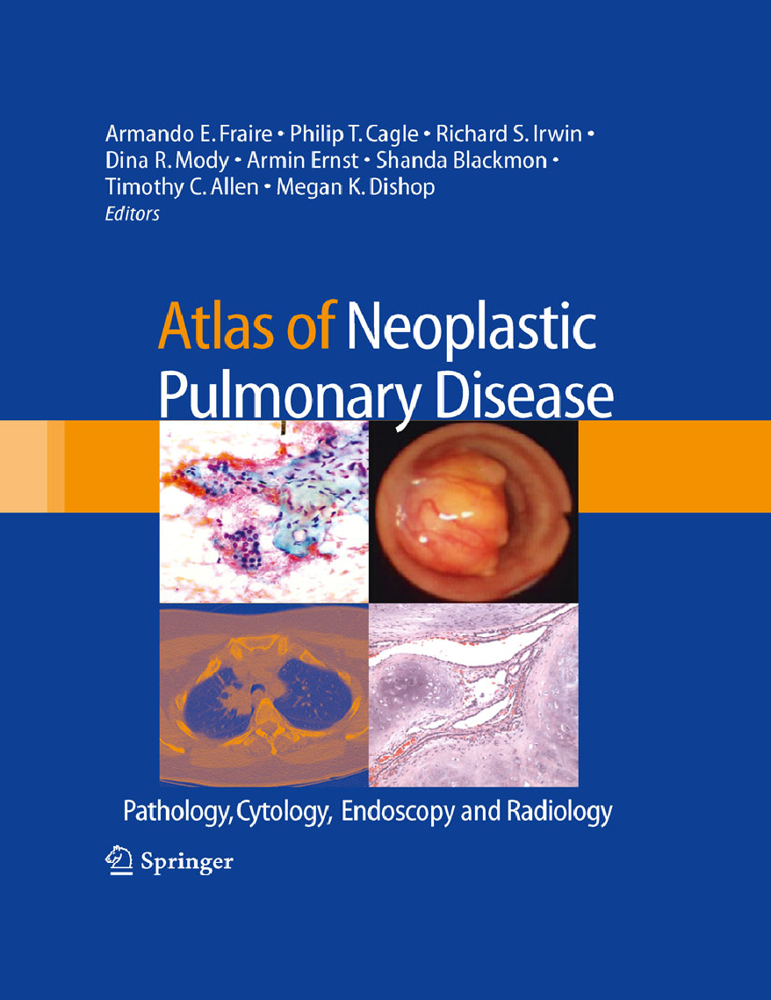 Armando E. Fraire • Philip T. Cagle • Richard S. Irwin •
Dina R. Mody • Armin Ernst • Shanda Blackmon •
Timothy C. Allen • Megan K. Dishop
Editors
Atlas of Neoplastic
Pulmonary Disease
Pathology, Cytology, Endoscopy and Radiology
Springer